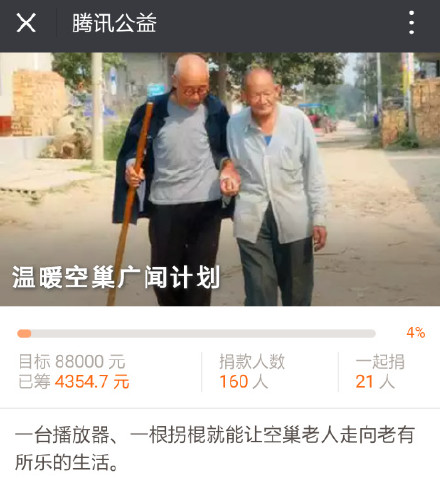 腾讯公益
温暖空巢广闻计划
4%
目标 88000 元
已筹 4354.7 元
捐款人数
160 人
一起捐
21 人
一台播放器、一根拐棍就能让空巢老人走向老有
所乐的生活。